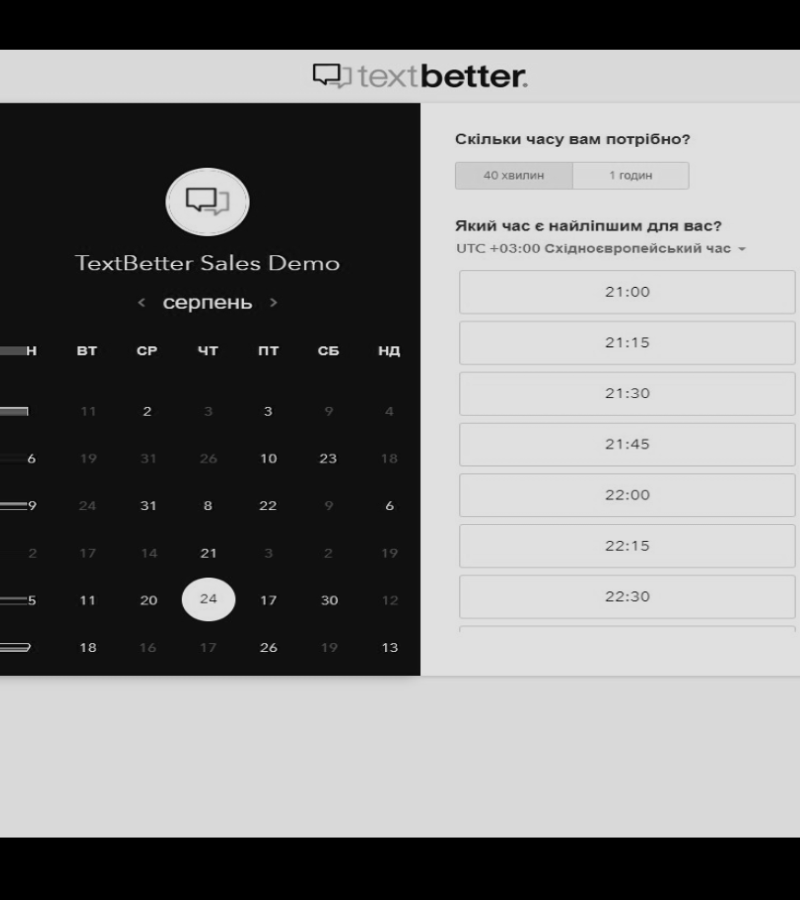 textbetter.
TextBetter Sales Demo
< серпень >
Н ВТ СР ЧТ ПТ СБ НД
11 2 3 3 9 4
6 19 31 26 10 23 18
9 24 31 8 22 9 6
2 17 14 21 3 2 19
5 11 20 24 17 30 12
18 16 17 26 19 13
Скільки часу вам потрібно?
40 хвилин 1 годин
Який час є найліпшим для вас?
UTC +03:00 Східноєвропейський час
21:00
21:15
21:30
21:45
22:00
22:15
22:30